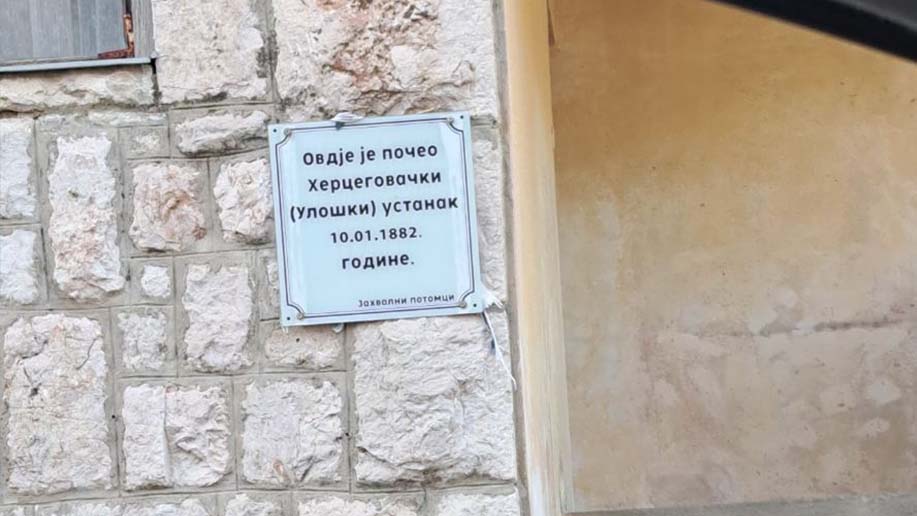 Овдје је почео
Херцеговачки
(Улошки) устанак
10.01.1882.
године.
Захвални потомци